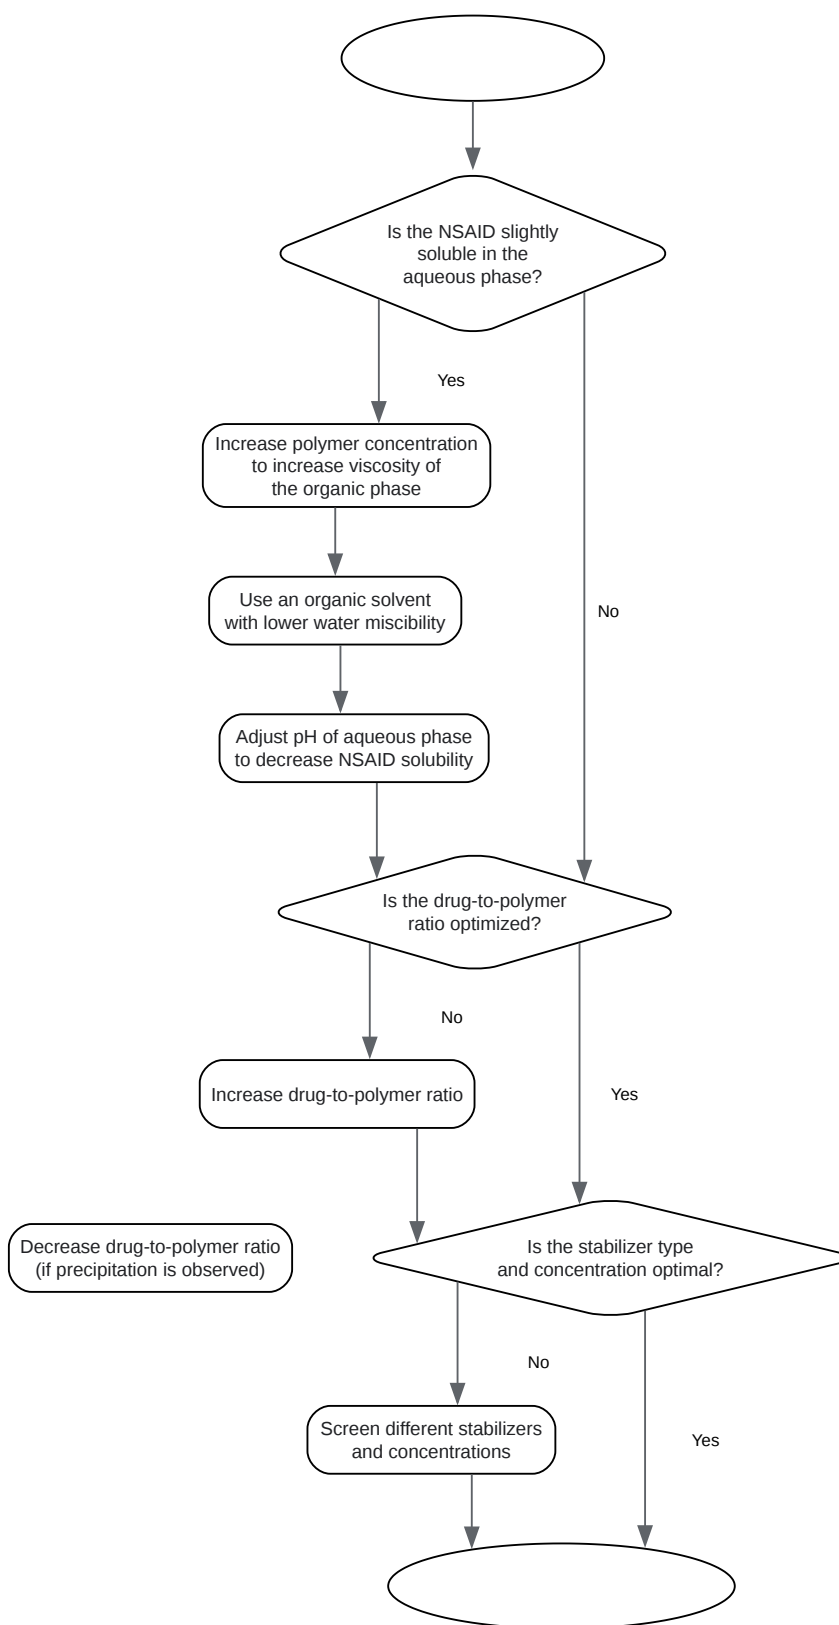 Is the NSAID slightly
soluble in the
aqueous phase?
Yes
Increase polymer concentration
to increase viscosity of
the organic phase
Use an organic solvent
with lower water miscibility
No
Adjust pH of aqueous phase
to decrease NSAID solubility
Is the drug-to-polymer
ratio optimized?
No
Increase drug-to-polymer ratio
Yes
Decrease drug-to-polymer ratio
(if precipitation is observed)
Is the stabilizer type
and concentration optimal?
No
Screen different stabilizers
and concentrations
Yes